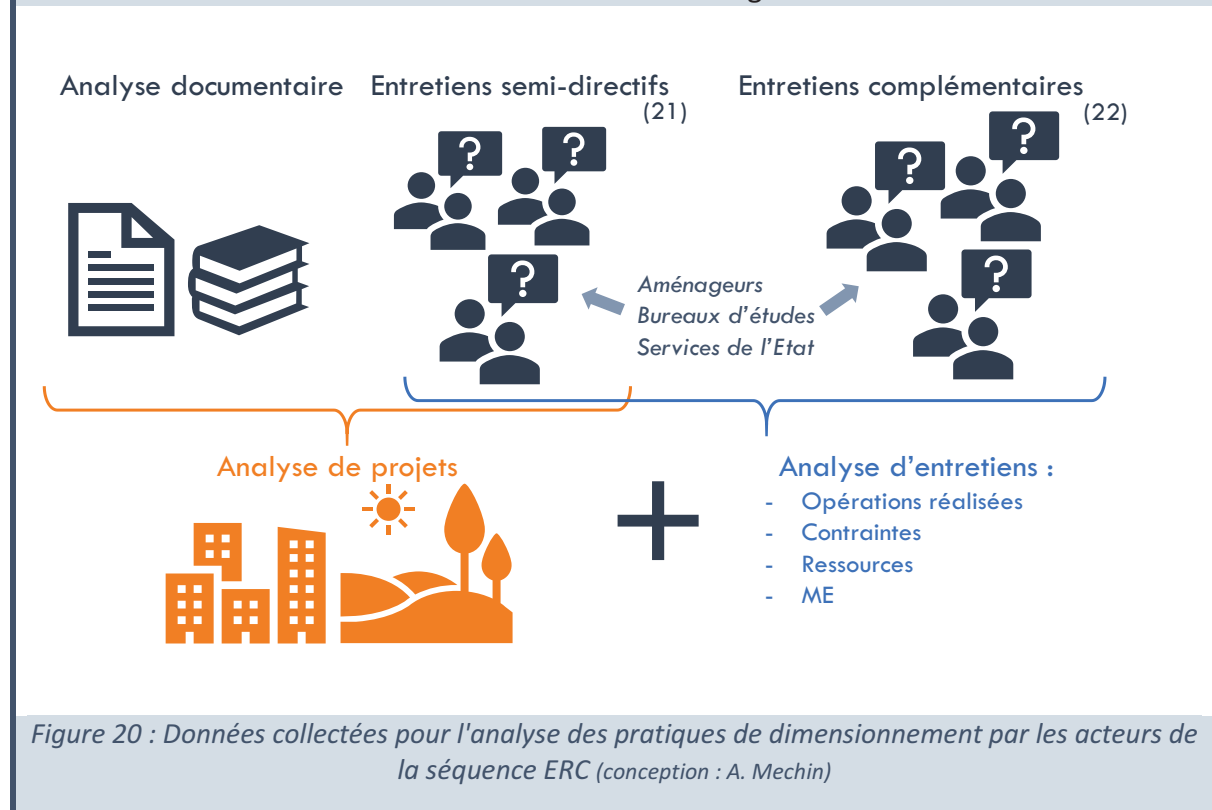 Analyse documentaire
Entretiens semi-directifs
(21)
Entretiens complémentaires
(22)
?
?
?
?
?
?
Aménageurs
Bureaux d'études
Services de l'Etat
Analyse de projets
+
Analyse d'entretiens :
- Opérations réalisées
- Contraintes
- Ressources
- ME
Figure 20 : Données collectées pour l'analyse des pratiques de dimensionnement par les acteurs de
la séquence ERC (conception : A. Mechin)